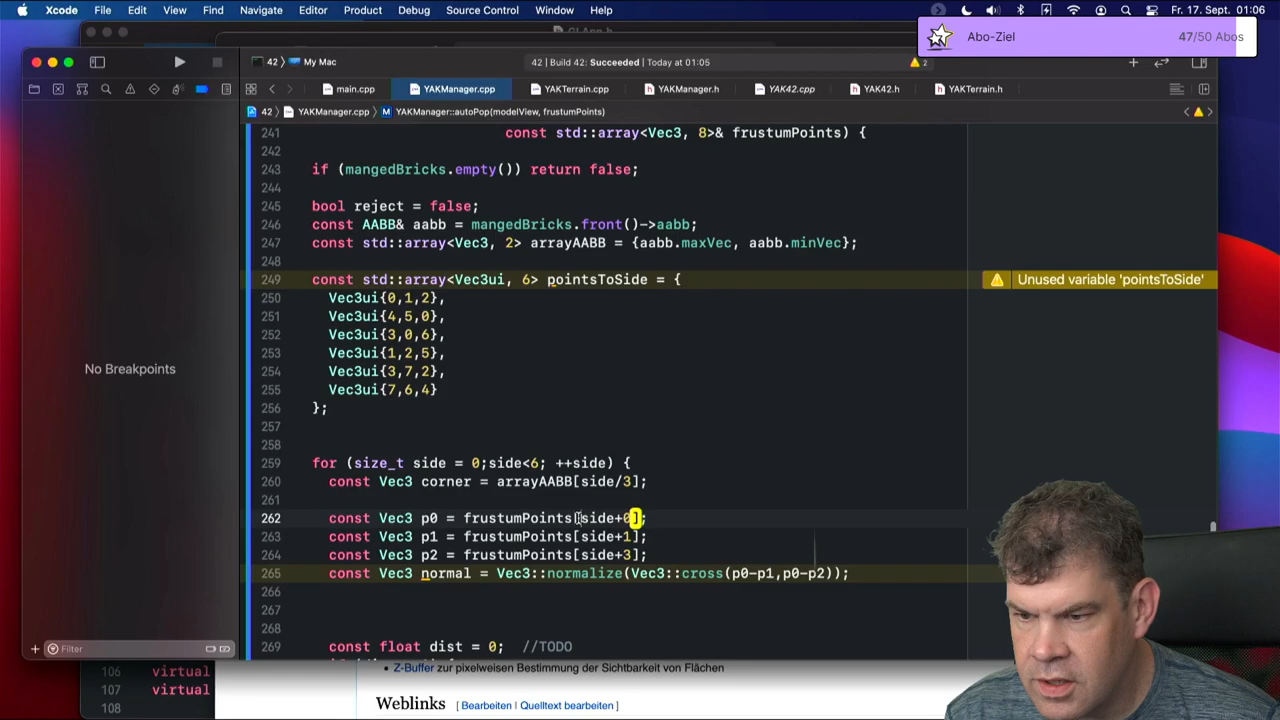 Xcode File Edit View Find Navigate Editor Product Debug Source Control Window Help Fr. 17. Sept. 01:06
Abo-Ziel 47/50 Abos
42 My Mac 42 | Build 42: Succeeded | Today at 01:05 2
main.cpp YAKManager.cpp YAKTerrain.cpp YAKManager.h YAK42.cpp YAK42.h YAKTerrain.h
42 YAKManager.cpp YAKManager::autoPop(modelView, frustumPoints)
241 const std::array<Vec3, 8>& frustumPoints) {
242
243 if (mangedBricks.empty()) return false;
244
245 bool reject = false;
246 const AABB& aabb = mangedBricks.front()->aabb;
247 const std::array<Vec3, 2> arrayAABB = {aabb.maxVec, aabb.minVec};
248
249 const std::array<Vec3ui, 6> pointsToSide = { Unused variable 'pointsToSide'
250 Vec3ui{0,1,2},
251 Vec3ui{4,5,0},
252 Vec3ui{3,0,6},
253 Vec3ui{1,2,5},
254 Vec3ui{3,7,2},
255 Vec3ui{7,6,4}
256 };
257
258
259 for (size_t side = 0;side<6; ++side) {
260 const Vec3 corner = arrayAABB[side/3];
261
262 const Vec3 p0 = frustumPoints[side+0];
263 const Vec3 p1 = frustumPoints[side+1];
264 const Vec3 p2 = frustumPoints[side+3];
265 const Vec3 normal = Vec3::normalize(Vec3::cross(p0-p1,p0-p2));
266
267
268
269 const float dist = 0; //TODO
No Breakpoints
Filter
106 virtual
107 virtual
108
Z-Buffer zur pixelweisen Bestimmung der Sichtbarkeit von Flächen
Weblinks [ Bearbeiten | Quelltext bearbeiten ]